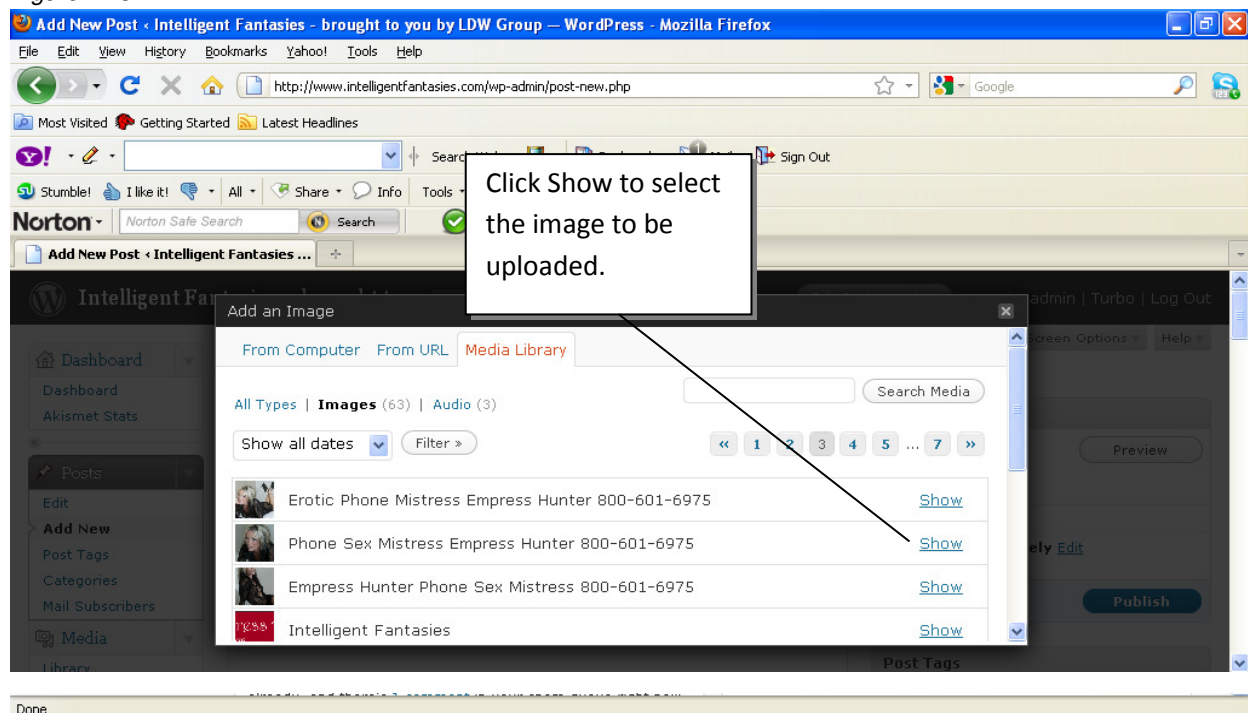 Add New Post ‹ Intelligent Fantasies - brought to you by LDW Group — WordPress - Mozilla Firefox
File Edit View History Bookmarks Yahoo! Tools Help
http://www.intelligentfantasies.com/wp-admin/post-new.php
Google
Most Visited Getting Started Latest Headlines
Y! Sign Out
Stumble! I like it! All Share Info Tools
Norton Norton Safe Search Search
Click Show to select
the image to be
uploaded.
Add New Post ‹ Intelligent Fantasies ...
Intelligent Fa
admin | Turbo | Log Out
Add an Image
Screen Options Help
From Computer From URL Media Library
Dashboard
Dashboard
Akismet Stats
Search Media
All Types | Images (63) | Audio (3)
Show all dates Filter »
« 1 2 3 4 5 ... 7 »
Preview
Posts
Edit
Add New
Post Tags
Categories
Mail Subscribers
Media
Library
Erotic Phone Mistress Empress Hunter 800-601-6975 Show
Phone Sex Mistress Empress Hunter 800-601-6975 Show
Empress Hunter Phone Sex Mistress 800-601-6975 Show
Intelligent Fantasies Show
ely Edit
Publish
Post Tags
Done